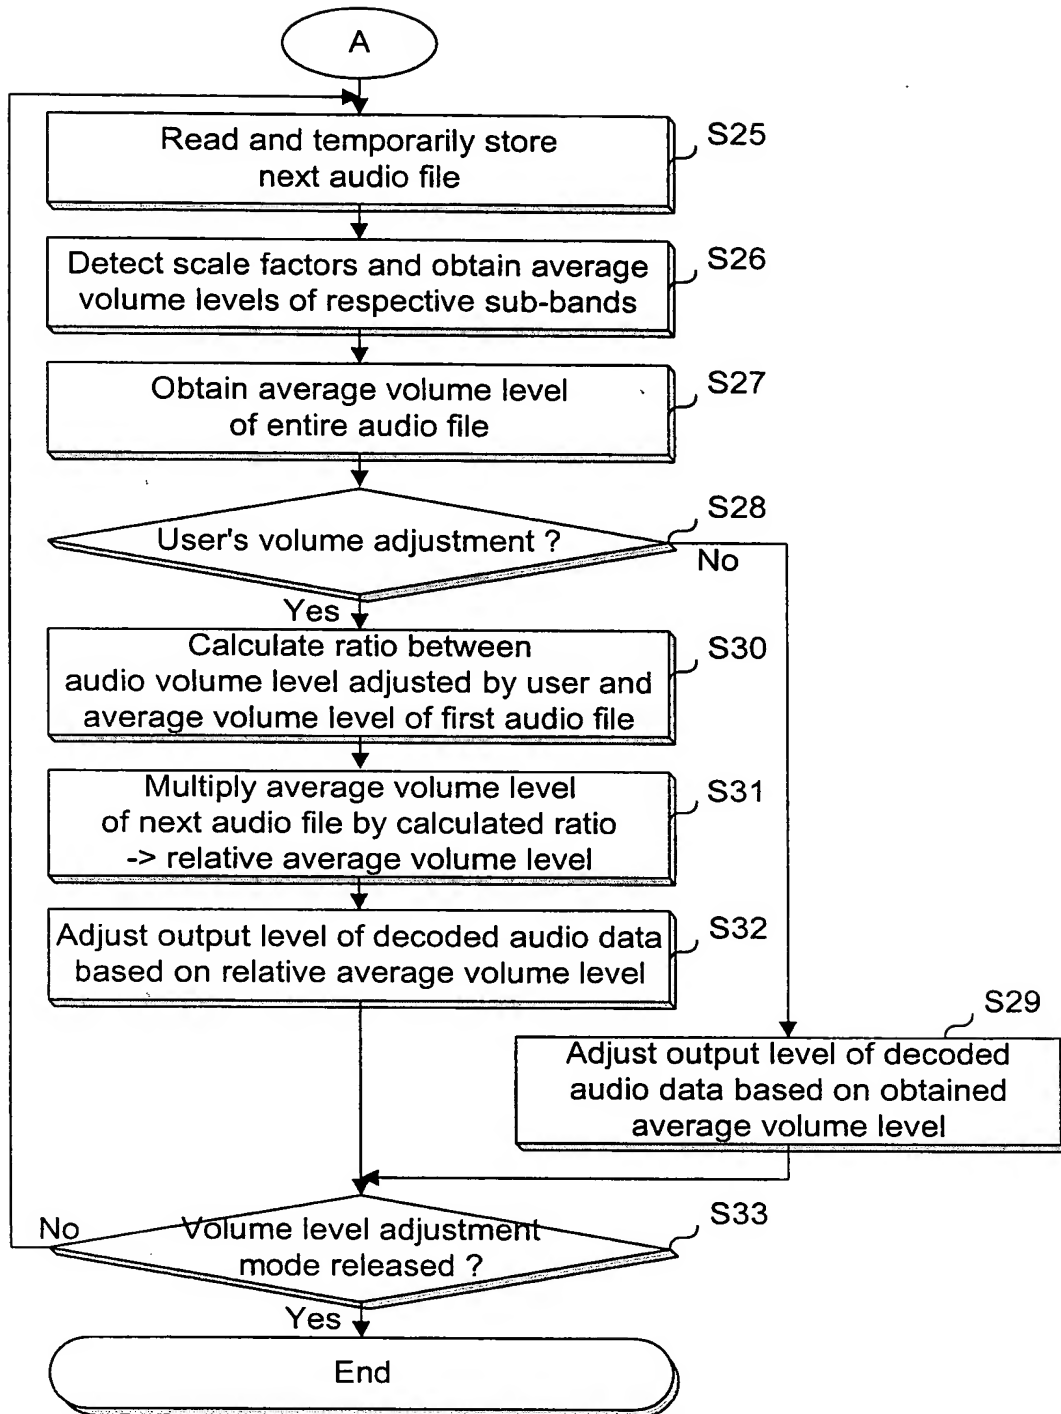 A
Read and temporarily store
next audio file
S25
Detect scale factors and obtain average
volume levels of respective sub-bands
S26
Obtain average volume level
of entire audio file
S27
User's volume adjustment ?
S28
No
Yes
Calculate ratio between
audio volume level adjusted by user and
average volume level of first audio file
S30
Multiply average volume level
of next audio file by calculated ratio
-> relative average volume level
S31
Adjust output level of decoded audio data
based on relative average volume level
S32
S29
Adjust output level of decoded
audio data based on obtained
average volume level
No
Volume level adjustment
mode released ?
S33
Yes
End